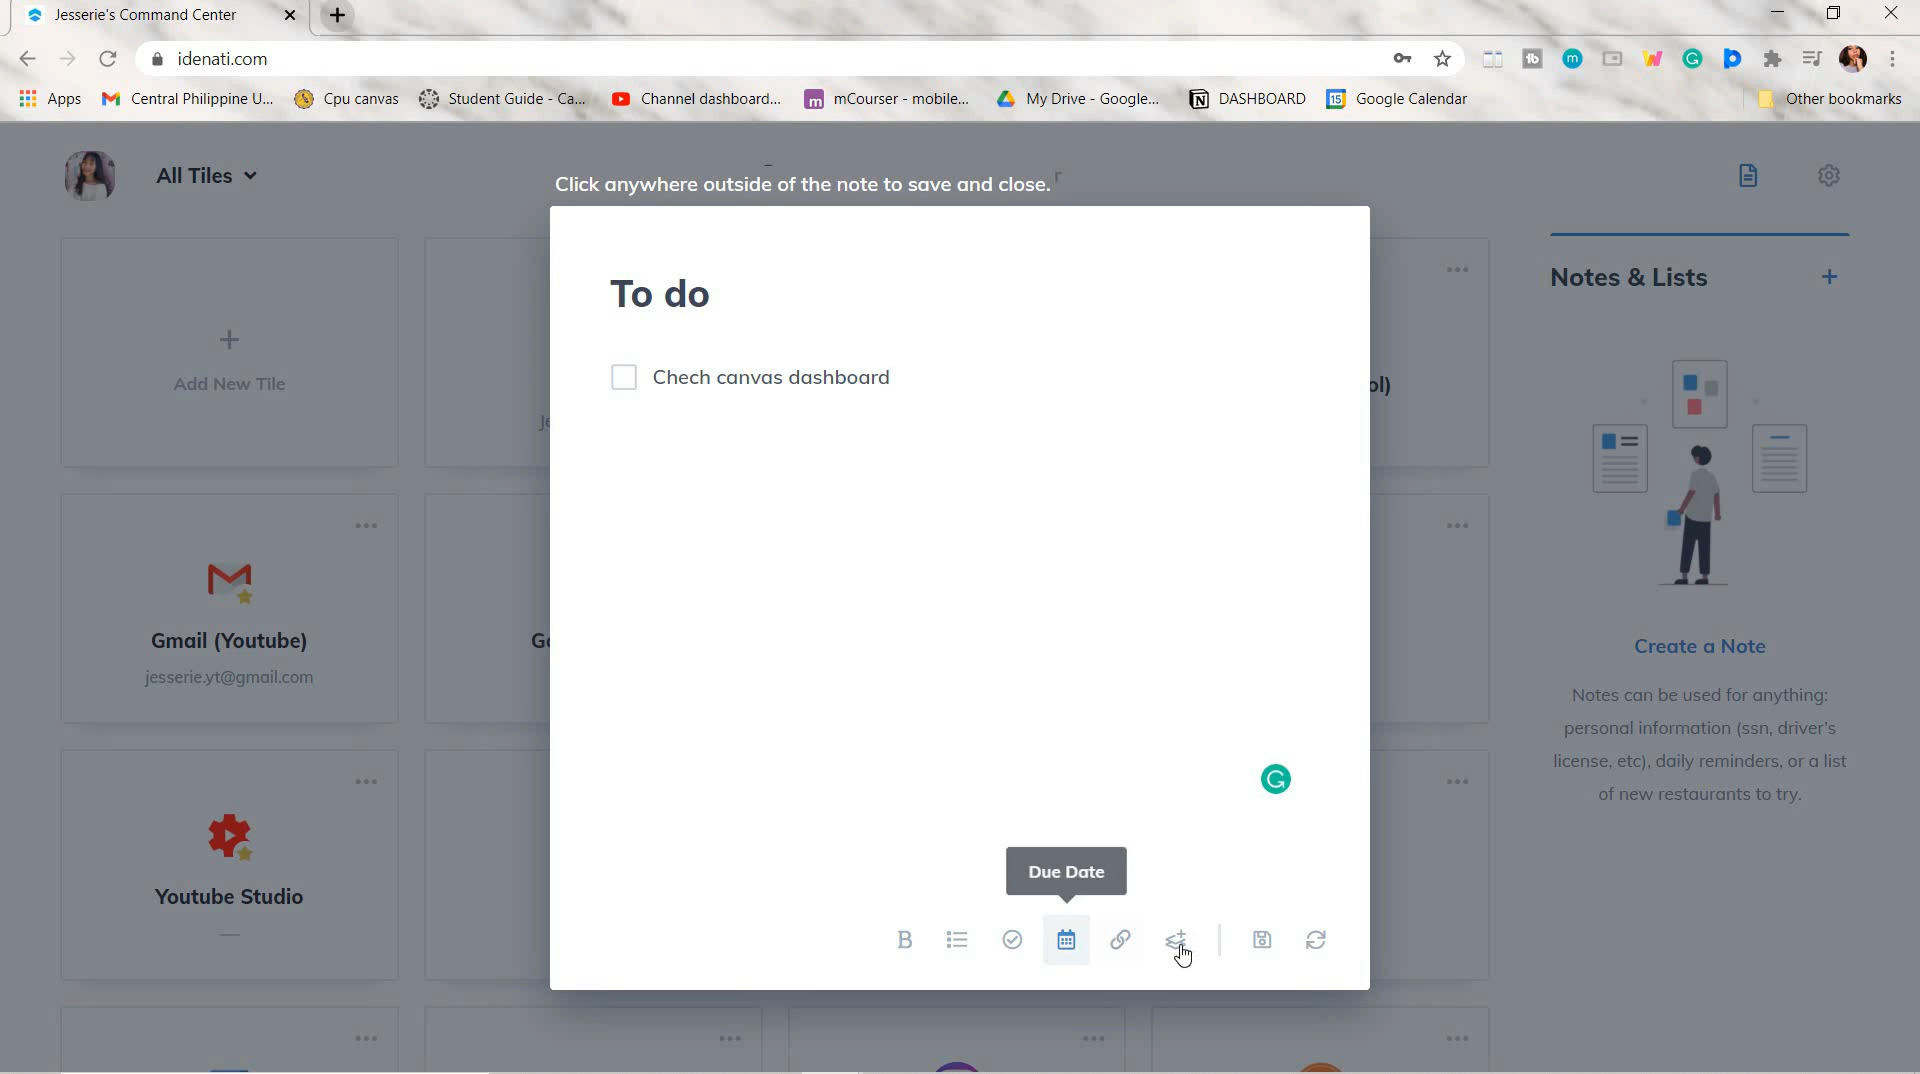 Jesserie's Command Center
idenati.com
Apps
Central Philippine U...
Cpu canvas
Student Guide - Ca...
Channel dashboard...
mCourser - mobile...
My Drive - Google...
DASHBOARD
Google Calendar
Other bookmarks
All Tiles
Click anywhere outside of the note to save and close.
To do
Chech canvas dashboard
Due Date
Add New Tile
Je
ol)
Gmail (Youtube)
jesserie.yt@gmail.com
Go
Youtube Studio
Notes & Lists
Create a Note
Notes can be used for anything:
personal information (ssn, driver's
license, etc), daily reminders, or a list
of new restaurants to try.